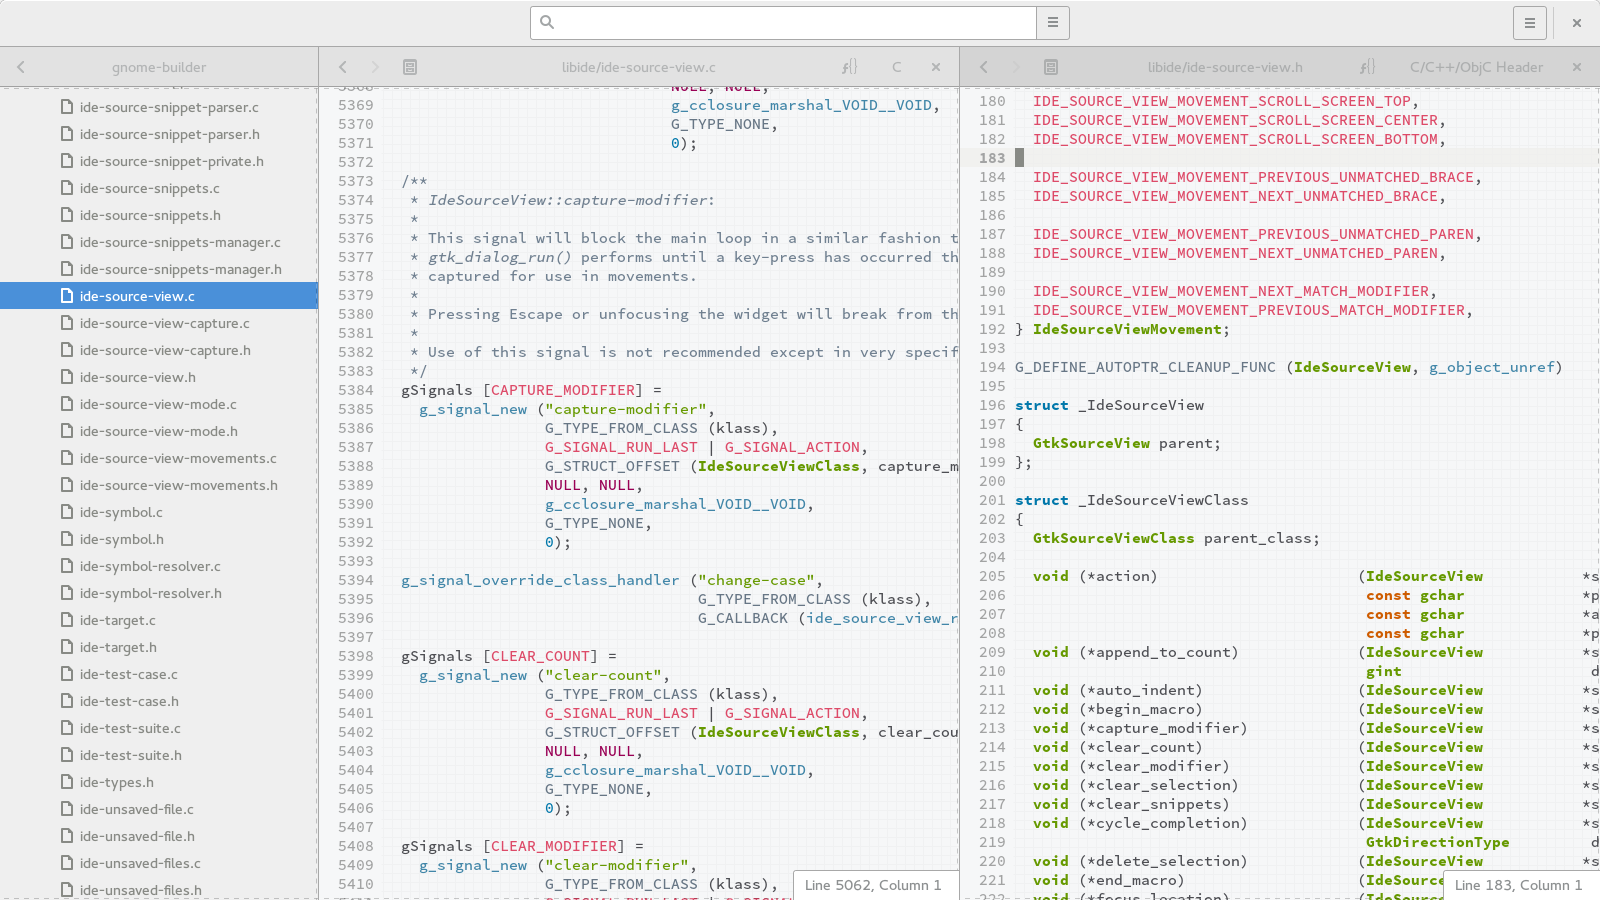 gnome-builder
ide-source-snippet-parser.c
ide-source-snippet-parser.h
ide-source-snippet-private.h
ide-source-snippets.c
ide-source-snippets.h
ide-source-snippets-manager.c
ide-source-snippets-manager.h
ide-source-view.c
ide-source-view-capture.c
ide-source-view-capture.h
ide-source-view.h
ide-source-view-mode.c
ide-source-view-mode.h
ide-source-view-movements.c
ide-source-view-movements.h
ide-symbol.c
ide-symbol.h
ide-symbol-resolver.c
ide-symbol-resolver.h
ide-target.c
ide-target.h
ide-test-case.c
ide-test-case.h
ide-test-suite.c
ide-test-suite.h
ide-types.h
ide-unsaved-file.c
ide-unsaved-file.h
ide-unsaved-files.c
ide-unsaved-files.h
libide/ide-source-view.c ƒ{} C
5368 NULL, NULL,
5369 g_cclosure_marshal_VOID__VOID,
5370 G_TYPE_NONE,
5371 0);
5372
5373 /**
5374 * IdeSourceView::capture-modifier:
5375 *
5376 * This signal will block the main loop in a similar fashion t
5377 * gtk_dialog_run() performs until a key-press has occurred th
5378 * captured for use in movements.
5379 *
5380 * Pressing Escape or unfocusing the widget will break from th
5381 *
5382 * Use of this signal is not recommended except in very specif
5383 */
5384 gSignals [CAPTURE_MODIFIER] =
5385 g_signal_new ("capture-modifier",
5386 G_TYPE_FROM_CLASS (klass),
5387 G_SIGNAL_RUN_LAST | G_SIGNAL_ACTION,
5388 G_STRUCT_OFFSET (IdeSourceViewClass, capture_m
5389 NULL, NULL,
5390 g_cclosure_marshal_VOID__VOID,
5391 G_TYPE_NONE,
5392 0);
5393
5394 g_signal_override_class_handler ("change-case",
5395 G_TYPE_FROM_CLASS (klass),
5396 G_CALLBACK (ide_source_view_r
5397
5398 gSignals [CLEAR_COUNT] =
5399 g_signal_new ("clear-count",
5400 G_TYPE_FROM_CLASS (klass),
5401 G_SIGNAL_RUN_LAST | G_SIGNAL_ACTION,
5402 G_STRUCT_OFFSET (IdeSourceViewClass, clear_cou
5403 NULL, NULL,
5404 g_cclosure_marshal_VOID__VOID,
5405 G_TYPE_NONE,
5406 0);
5407
5408 gSignals [CLEAR_MODIFIER] =
5409 g_signal_new ("clear-modifier",
5410 G_TYPE_FROM_CLASS (klass),
Line 5062, Column 1
libide/ide-source-view.h ƒ{} C/C++/ObjC Header
180 IDE_SOURCE_VIEW_MOVEMENT_SCROLL_SCREEN_TOP,
181 IDE_SOURCE_VIEW_MOVEMENT_SCROLL_SCREEN_CENTER,
182 IDE_SOURCE_VIEW_MOVEMENT_SCROLL_SCREEN_BOTTOM,
183
184 IDE_SOURCE_VIEW_MOVEMENT_PREVIOUS_UNMATCHED_BRACE,
185 IDE_SOURCE_VIEW_MOVEMENT_NEXT_UNMATCHED_BRACE,
186
187 IDE_SOURCE_VIEW_MOVEMENT_PREVIOUS_UNMATCHED_PAREN,
188 IDE_SOURCE_VIEW_MOVEMENT_NEXT_UNMATCHED_PAREN,
189
190 IDE_SOURCE_VIEW_MOVEMENT_NEXT_MATCH_MODIFIER,
191 IDE_SOURCE_VIEW_MOVEMENT_PREVIOUS_MATCH_MODIFIER,
192 } IdeSourceViewMovement;
193
194 G_DEFINE_AUTOPTR_CLEANUP_FUNC (IdeSourceView, g_object_unref)
195
196 struct _IdeSourceView
197 {
198 GtkSourceView parent;
199 };
200
201 struct _IdeSourceViewClass
202 {
203 GtkSourceViewClass parent_class;
204
205 void (*action) (IdeSourceView *s
206 const gchar *p
207 const gchar *a
208 const gchar *p
209 void (*append_to_count) (IdeSourceView *s
210 gint d
211 void (*auto_indent) (IdeSourceView *s
212 void (*begin_macro) (IdeSourceView *s
213 void (*capture_modifier) (IdeSourceView *s
214 void (*clear_count) (IdeSourceView *s
215 void (*clear_modifier) (IdeSourceView *s
216 void (*clear_selection) (IdeSourceView *s
217 void (*clear_snippets) (IdeSourceView *s
218 void (*cycle_completion) (IdeSourceView *s
219 GtkDirectionType d
220 void (*delete_selection) (IdeSourceView *s
221 void (*end_macro) (IdeSource
222 void (*focus_location) (IdeSource
Line 183, Column 1